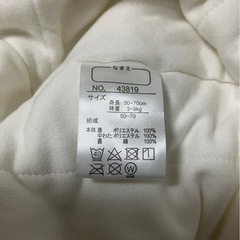 なまえ
NO. 43819
サイズ
身長 50~70cm
体重 3~9kg
50-70
組成
本体 表 ポリエステル 100%
中わた ポリエステル 100%
裏 綿 100%